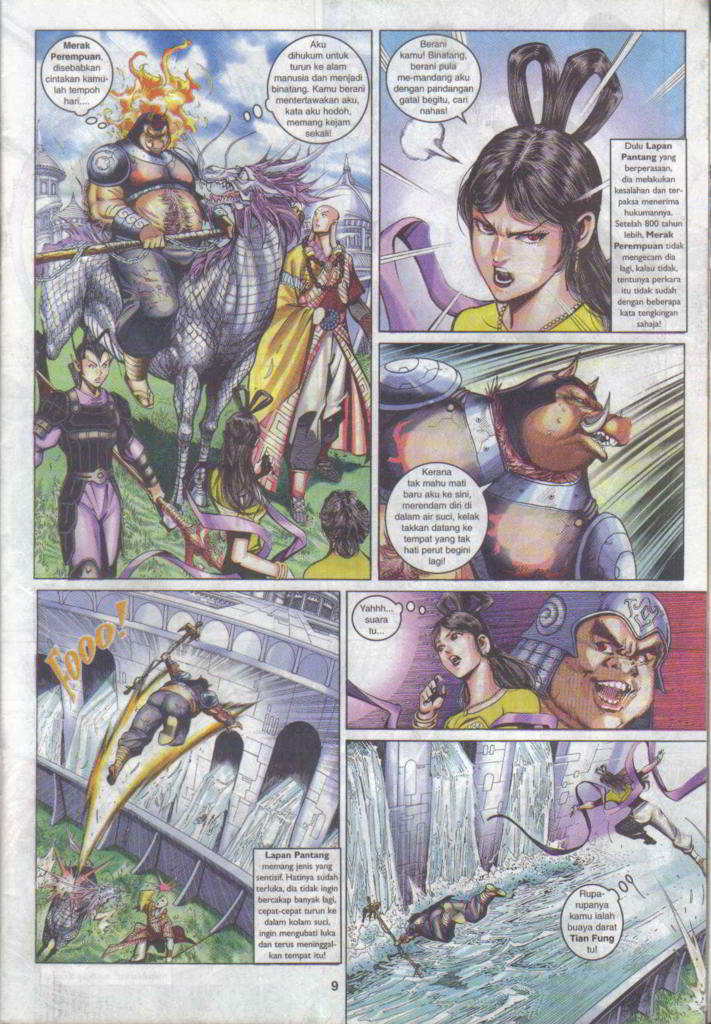 Merak
Perempuan,
disebabkan
cintakan kamu-
lah tempoh
hari....
Aku
dihukum untuk
turun ke alam
manusia dan menjadi
binatang. Kamu berani
mentertawakan aku,
kata aku hodoh,
memang kejam
sekali!
Berani
kamu! Binatang,
berani pula
me-mandang aku
dengan pandangan
gatal begitu, cari
nahas!
Dulu Lapan
Pantang yang
berperasaan,
dia melakukan
kesalahan dan ter-
paksa menerima
hukumannya.
Setelah 800 tahun
lebih, Merak
Perempuan tidak
mengecam dia
lagi, kalau tidak,
tentunya perkara
itu tidak sudah
dengan beberapa
kata tengkingan
sahaja!
Kerana
tak mahu mati
baru aku ke sini,
merendam diri di
dalam air suci, kelak
takkan datang ke
tempat yang tak
hati perut begini
lagi!
Fooo!
Lapan Pantang
memang jenis yang
sentisif. Hatinya sudah
terluka, dia tidak ingin
bercakap banyak lagi,
cepat-cepat turun ke
dalam kolam suci,
ingin mengubati luka
dan terus meninggal-
kan tempat itu!
Yahhh...
suara
tu...
Rupa-
rupanya
kamu ialah
buaya darat
Tian Fung
tu!
9